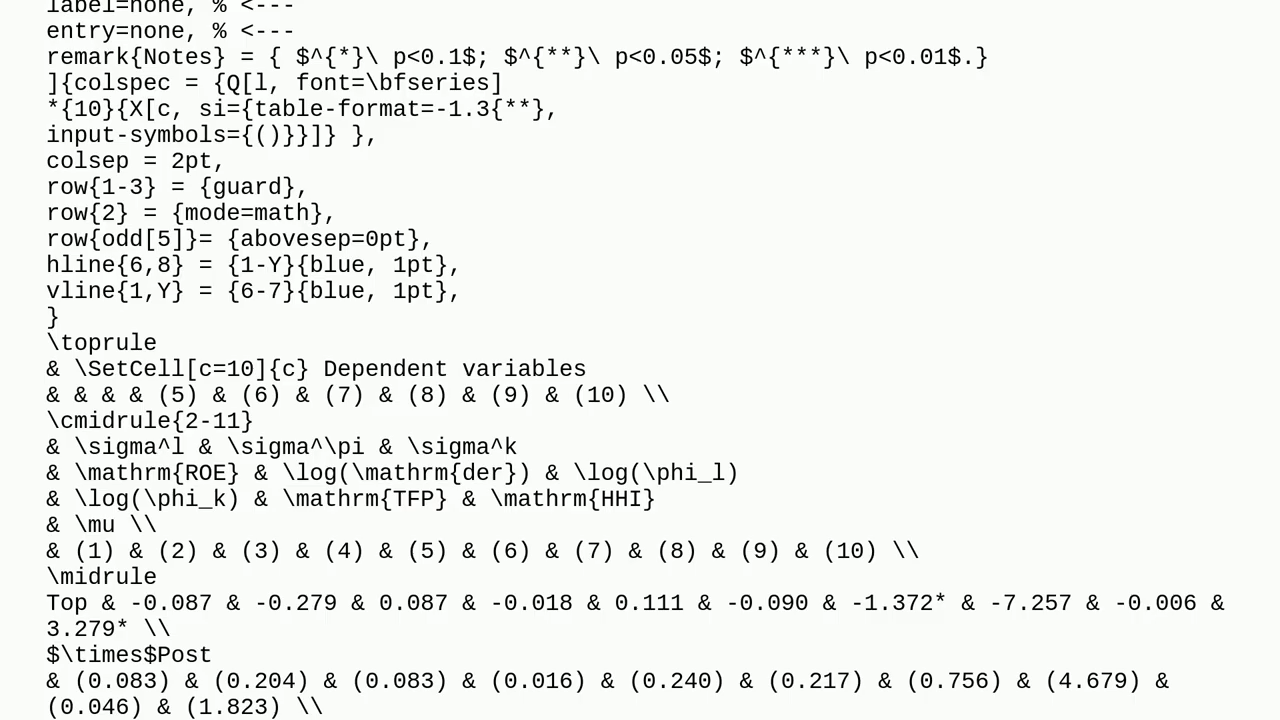 label=none, % <---
entry=none, % <---
remark{Notes} = { $^{*}\ p<0.1$; $^{**}\ p<0.05$; $^{***}\ p<0.01$.}
]{colspec = {Q[l, font=\bfseries]
*{10}{X[c, si={table-format=-1.3{**},
input-symbols={()}}]} },
colsep = 2pt,
row{1-3} = {guard},
row{2} = {mode=math},
row{odd[5]}= {abovesep=0pt},
hline{6,8} = {1-Y}{blue, 1pt},
vline{1,Y} = {6-7}{blue, 1pt},
}
\toprule
& \SetCell[c=10]{c} Dependent variables
& & & & (5) & (6) & (7) & (8) & (9) & (10) \\
\cmidrule{2-11}
& \sigma^l & \sigma^\pi & \sigma^k
& \mathrm{ROE} & \log(\mathrm{der}) & \log(\phi_l)
& \log(\phi_k) & \mathrm{TFP} & \mathrm{HHI}
& \mu \\
& (1) & (2) & (3) & (4) & (5) & (6) & (7) & (8) & (9) & (10) \\
\midrule
Top & -0.087 & -0.279 & 0.087 & -0.018 & 0.111 & -0.090 & -1.372* & -7.257 & -0.006 &
3.279* \\
$\times$Post
& (0.083) & (0.204) & (0.083) & (0.016) & (0.240) & (0.217) & (0.756) & (4.679) &
(0.046) & (1.823) \\